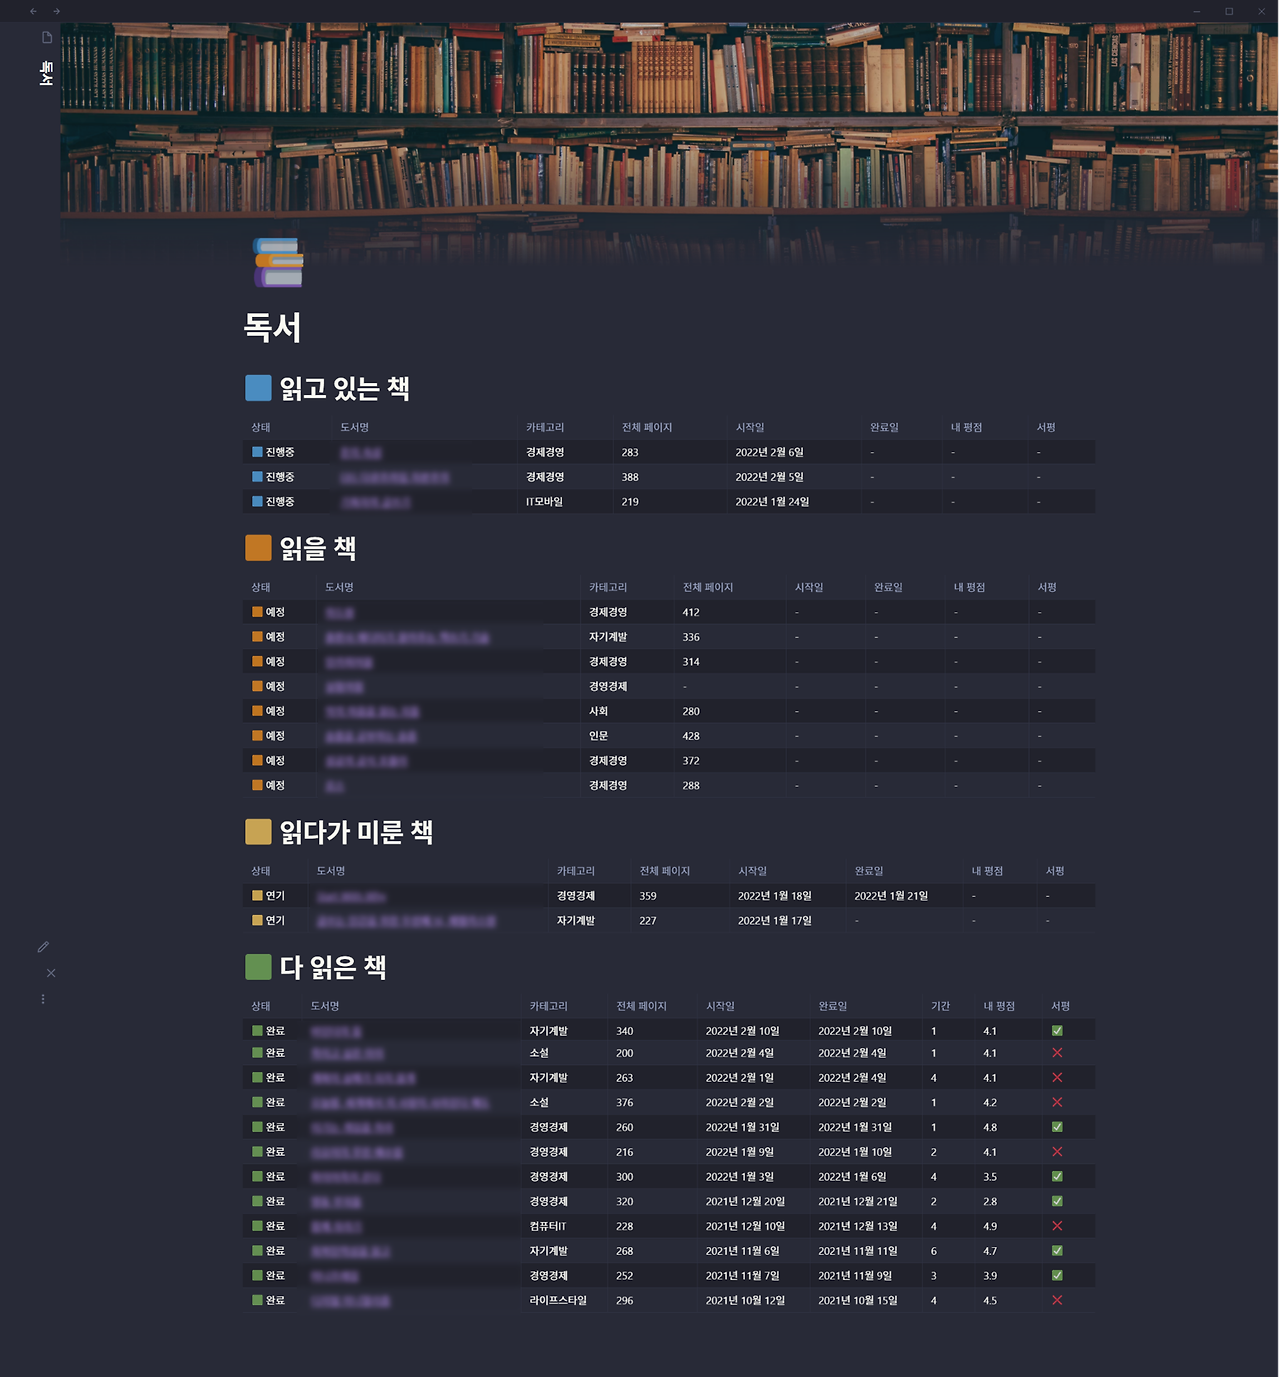 독서
독서
읽고 있는 책
상태 도서명 카테고리 전체 페이지 시작일 완료일 내 평점 서평
진행중 경제경영 283 2022년 2월 6일 - - -
진행중 경제경영 388 2022년 2월 5일 - - -
진행중 IT모바일 219 2022년 1월 24일 - - -
읽을 책
상태 도서명 카테고리 전체 페이지 시작일 완료일 내 평점 서평
예정 경제경영 412 - - - -
예정 자기계발 336 - - - -
예정 경제경영 314 - - - -
예정 경영경제 - - - - -
예정 사회 280 - - - -
예정 인문 428 - - - -
예정 경제경영 372 - - - -
예정 경제경영 288 - - - -
읽다가 미룬 책
상태 도서명 카테고리 전체 페이지 시작일 완료일 내 평점 서평
연기 경영경제 359 2022년 1월 18일 2022년 1월 21일 - -
연기 자기계발 227 2022년 1월 17일 - - -
다 읽은 책
상태 도서명 카테고리 전체 페이지 시작일 완료일 기간 내 평점 서평
완료 자기계발 340 2022년 2월 10일 2022년 2월 10일 1 4.1 ✅
완료 소설 200 2022년 2월 4일 2022년 2월 4일 1 4.1 ❌
완료 자기계발 263 2022년 2월 1일 2022년 2월 4일 4 4.1 ❌
완료 소설 376 2022년 2월 2일 2022년 2월 2일 1 4.2 ❌
완료 경영경제 260 2022년 1월 31일 2022년 1월 31일 1 4.8 ✅
완료 경영경제 216 2022년 1월 9일 2022년 1월 10일 2 4.1 ❌
완료 경영경제 300 2022년 1월 3일 2022년 1월 6일 4 3.5 ✅
완료 경영경제 320 2021년 12월 20일 2021년 12월 21일 2 2.8 ✅
완료 컴퓨터IT 228 2021년 12월 10일 2021년 12월 13일 4 4.9 ❌
완료 자기계발 268 2021년 11월 6일 2021년 11월 11일 6 4.7 ✅
완료 경영경제 252 2021년 11월 7일 2021년 11월 9일 3 3.9 ✅
완료 라이프스타일 296 2021년 10월 12일 2021년 10월 15일 4 4.5 ❌